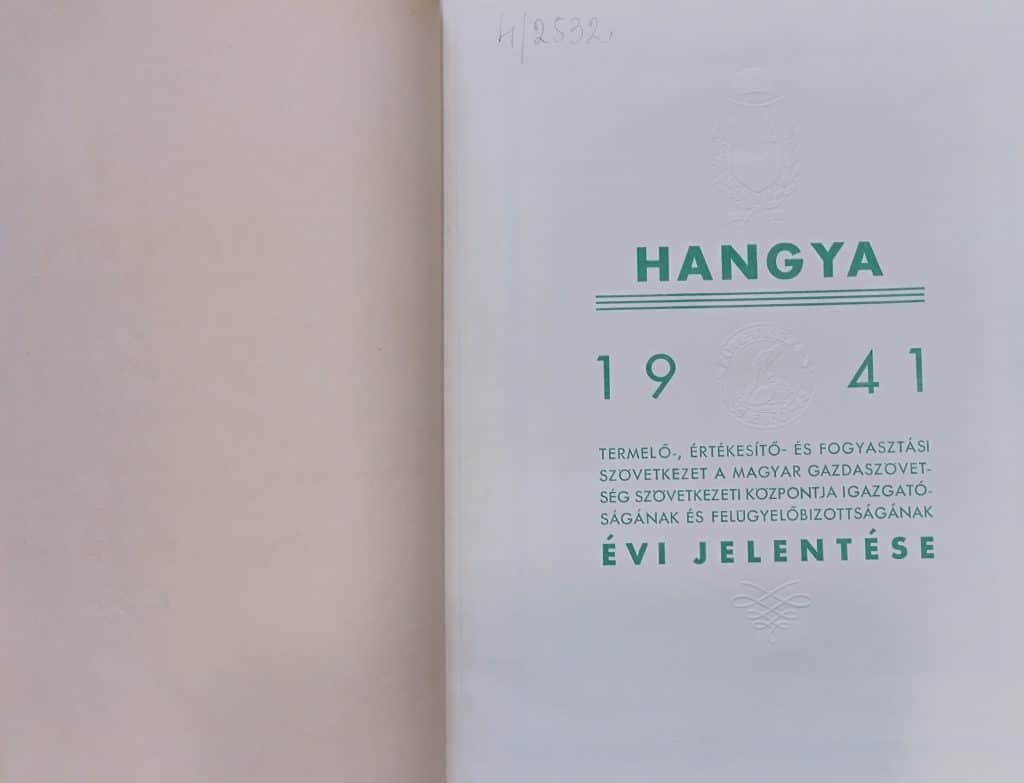 4/2532.
HANGYA
19 41
TERMELŐ-, ÉRTÉKESÍTŐ- ÉS FOGYASZTÁSI
SZÖVETKEZET A MAGYAR GAZDASZÖVET-
SÉG SZÖVETKEZETI KÖZPONTJA IGAZGATÓ-
SÁGÁNAK ÉS FELÜGYELŐBIZOTTSÁGÁNAK
ÉVI JELENTÉSE